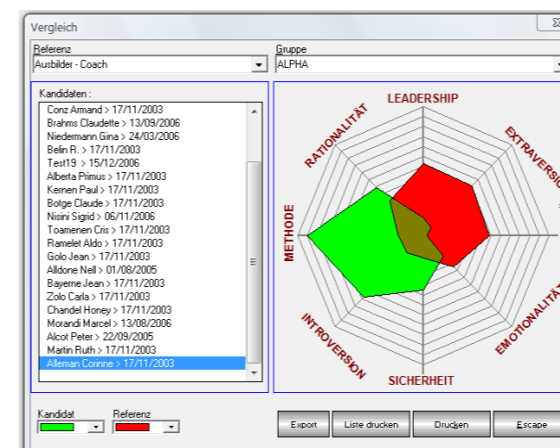 Vergleich
Referenz
Gruppe
Ausbilder - Coach
ALPHA
Kandidaten :
Conz Armand > 17/11/2003
Brahms Claudette > 13/09/2006
Niedermann Gina > 24/03/2006
Belin R. > 17/11/2003
Test19 > 15/12/2006
Alberta Primus > 17/11/2003
Kernen Paul > 17/11/2003
Botge Claude > 17/11/2003
Nisini Sigrid > 06/11/2006
Toamenen Cris > 17/11/2003
Ramelet Aldo > 17/11/2003
Golo Jean > 17/11/2003
Alldone Nell > 01/08/2005
Bayerne Jean > 17/11/2003
Zolo Carla > 17/11/2003
Chandel Honey > 17/11/2003
Morandi Marcel > 13/08/2006
Alcot Peter > 22/09/2005
Martin Ruth > 17/11/2003
Alleman Corinne > 17/11/2003
LEADERSHIP
EXTRAVERSIO
EMOTIONALITÄT
SICHERHEIT
INTROVERSION
METHODE
RATIONALITÄT
Kandidat
Referenz
Export
Liste drucken
Drucken
Escape